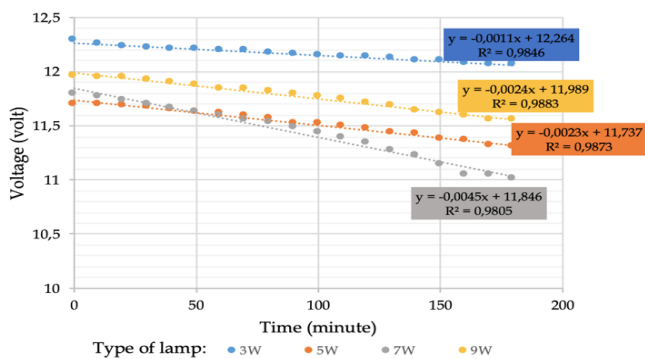 12,5
y = -0,0011x + 12,264
R² = 0,9846
12
y = -0,0024x + 11,989
R² = 0,9883
11,5
y = -0,0023x + 11,737
R² = 0,9873
11
y = -0,0045x + 11,846
R² = 0,9805
10,5
10
Voltage (volt)
0 50 100 150 200
Time (minute)
Type of lamp: 3W 5W 7W 9W